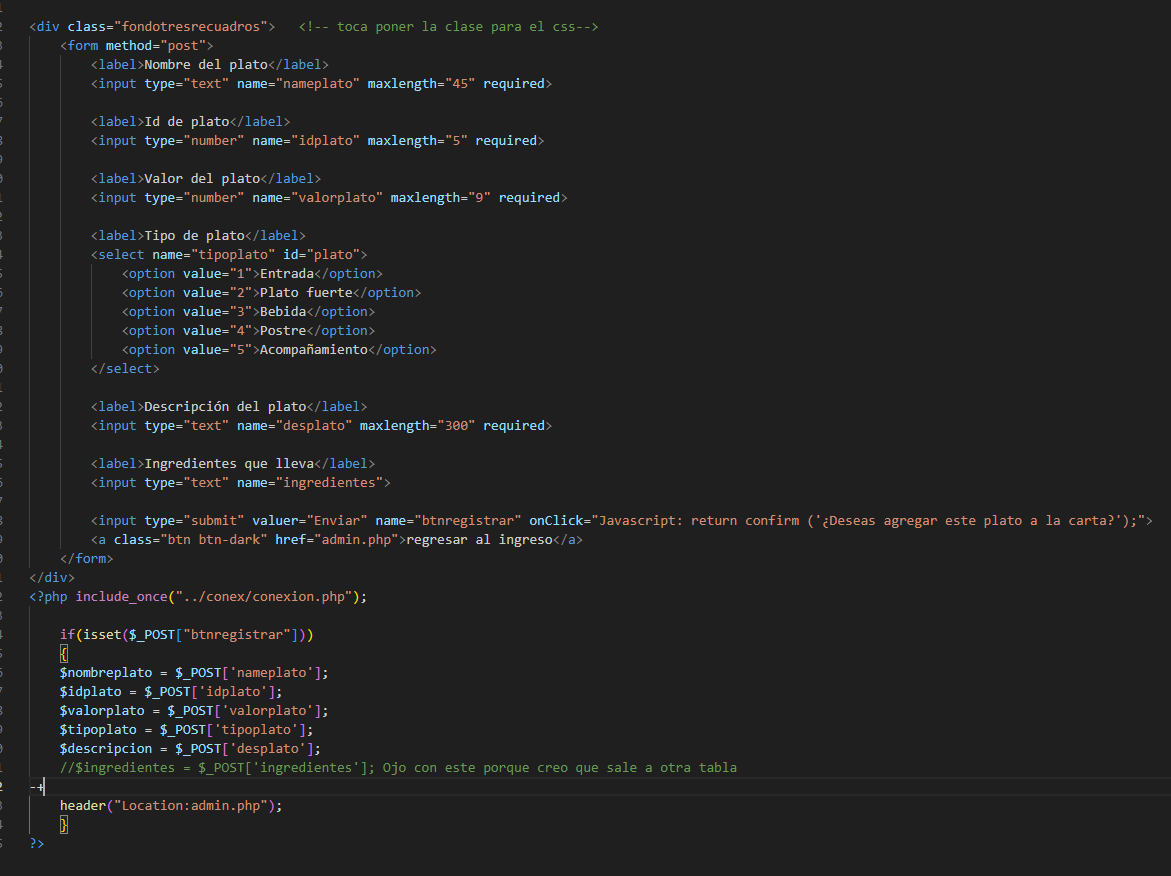 <div class="fondotresrecuadros">   <!-- toca poner la clase para el css-->
    <form method="post">
        <label>Nombre del plato</label>
        <input type="text" name="nameplato" maxlength="45" required>

        <label>Id de plato</label>
        <input type="number" name="idplato" maxlength="5" required>

        <label>Valor del plato</label>
        <input type="number" name="valorplato" maxlength="9" required>

        <label>Tipo de plato</label>
        <select name="tipoplato" id="plato">
            <option value="1">Entrada</option>
            <option value="2">Plato fuerte</option>
            <option value="3">Bebida</option>
            <option value="4">Postre</option>
            <option value="5">Acompañamiento</option>
        </select>

        <label>Descripción del plato</label>
        <input type="text" name="desplato" maxlength="300" required>

        <label>Ingredientes que lleva</label>
        <input type="text" name="ingredientes">

        <input type="submit" valuer="Enviar" name="btnregistrar" onClick="Javascript: return confirm ('¿Deseas agregar este plato a la carta?');">
        <a class="btn btn-dark" href="admin.php">regresar al ingreso</a>
    </form>
</div>
<?php include_once("../conex/conexion.php");

    if(isset($_POST["btnregistrar"]))
    {
    $nombreplato = $_POST['nameplato'];
    $idplato = $_POST['idplato'];
    $valorplato = $_POST['valorplato'];
    $tipoplato = $_POST['tipoplato'];
    $descripcion = $_POST['desplato'];
    //$ingredientes = $_POST['ingredientes']; Ojo con este porque creo que sale a otra tabla
-+
    header("Location:admin.php");
    }
?>